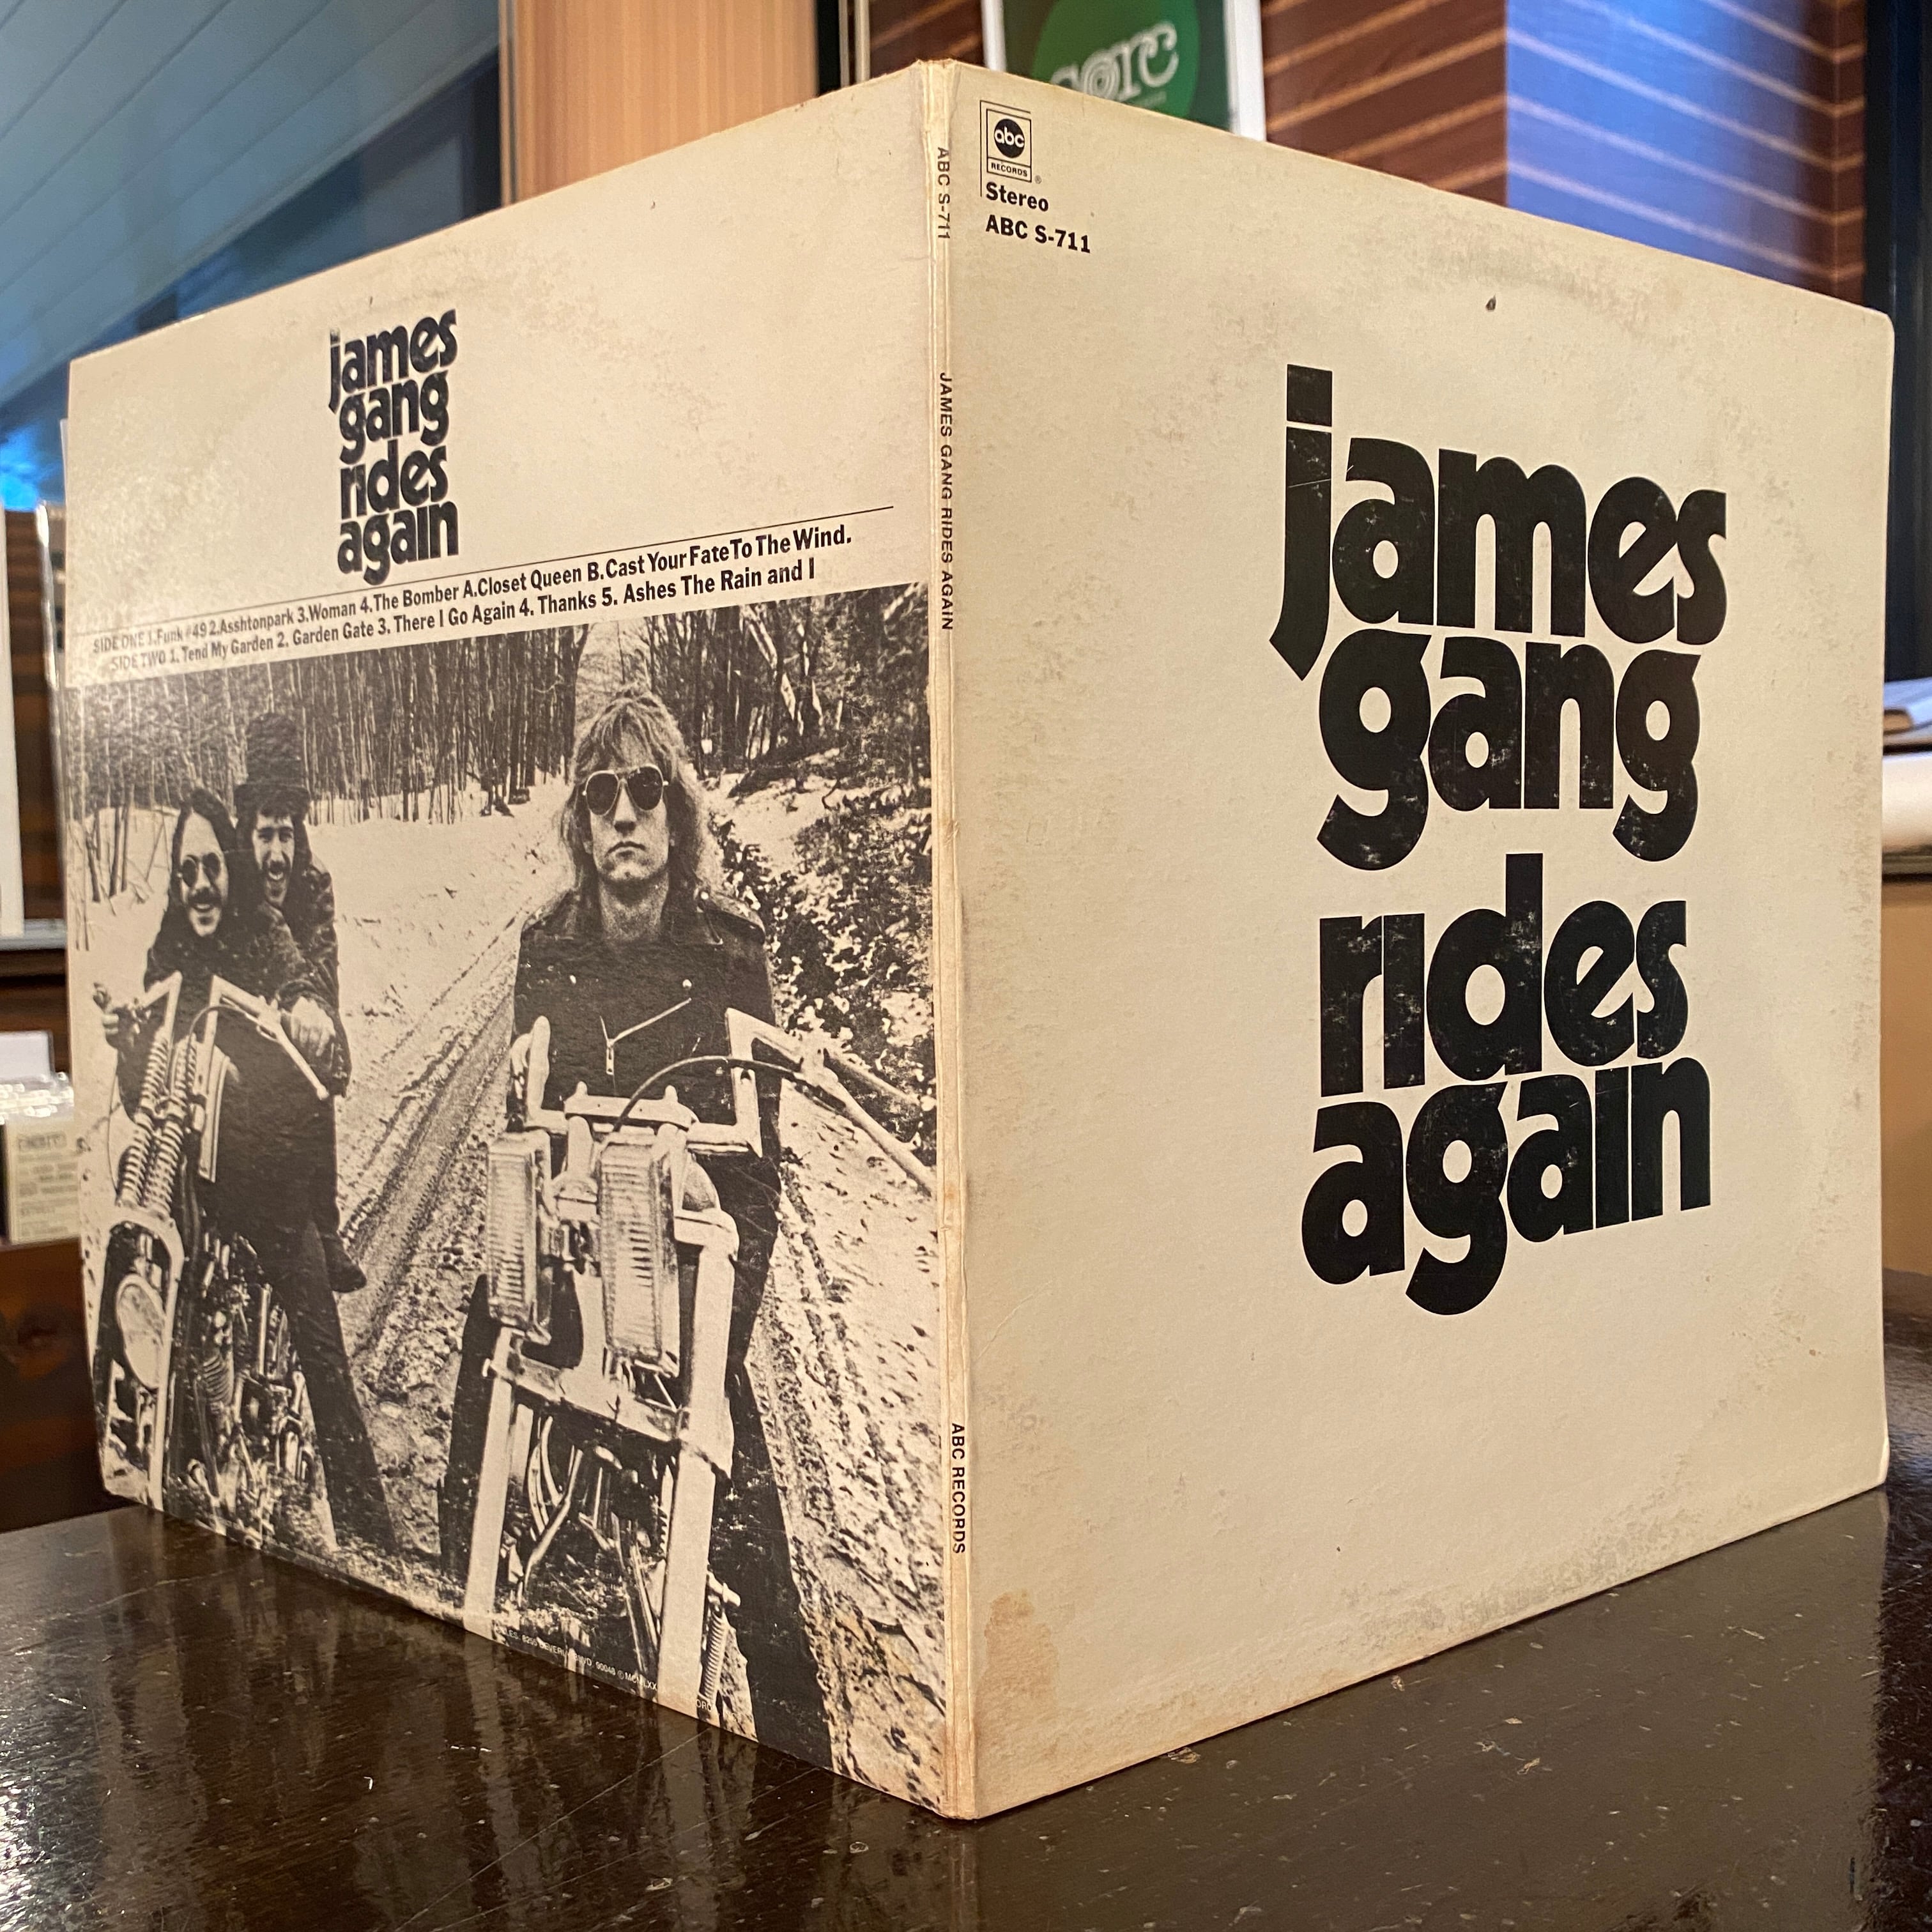 james
gang
rides
again
SIDE ONE 1.Funk #49 2.Asshtonpark 3.Woman 4.The Bomber A.Closet Queen B.Cast Your Fate To The Wind.
SIDE TWO 1. Tend My Garden 2. Garden Gate 3. There I Go Again 4. Thanks 5. Ashes The Rain and I
ABC S-711
JAMES GANG RIDES AGAIN
ABC RECORDS
abc
RECORDS
®
Stereo
ABC S-711
james
gang
rides
again